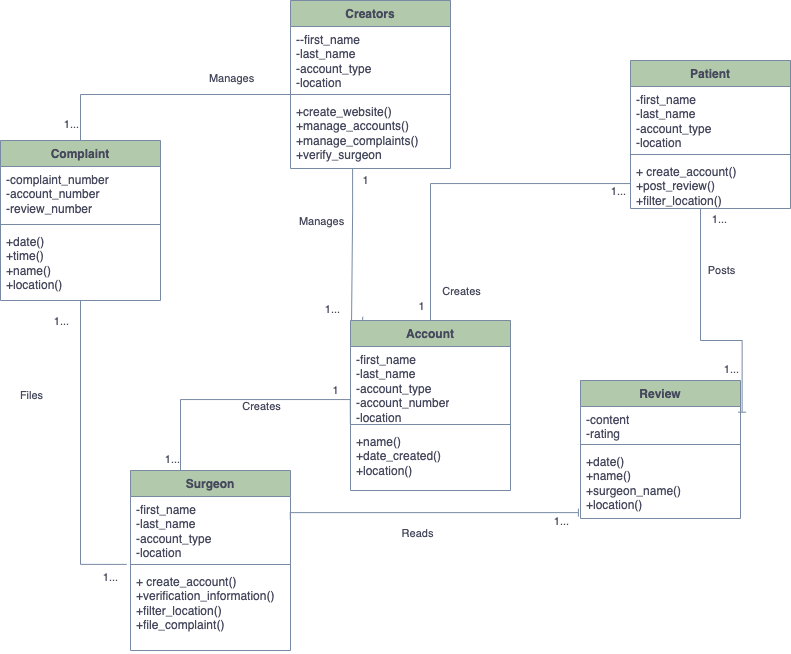 Creators
--first_name
-last_name
-account_type
-location
+create_website()
+manage_accounts()
+manage_complaints()
+verify_surgeon
Manages
1...
Complaint
-complaint_number
-account_number
-review_number
+date()
+time()
+name()
+location()
1...
Files
1...
1
Manages
1...
Patient
-first_name
-last_name
-account_type
-location
+ create_account()
+post_review()
+filter_location()
1...
1...
Posts
1...
Creates
1
Account
-first_name
-last_name
-account_type
-account_number
-location
+name()
+date_created()
+location()
1
Creates
1...
Review
-content
-rating
+date()
+name()
+surgeon_name()
+location()
Surgeon
-first_name
-last_name
-account_type
-location
+ create_account()
+verification_information()
+filter_location()
+file_complaint()
1...
Reads